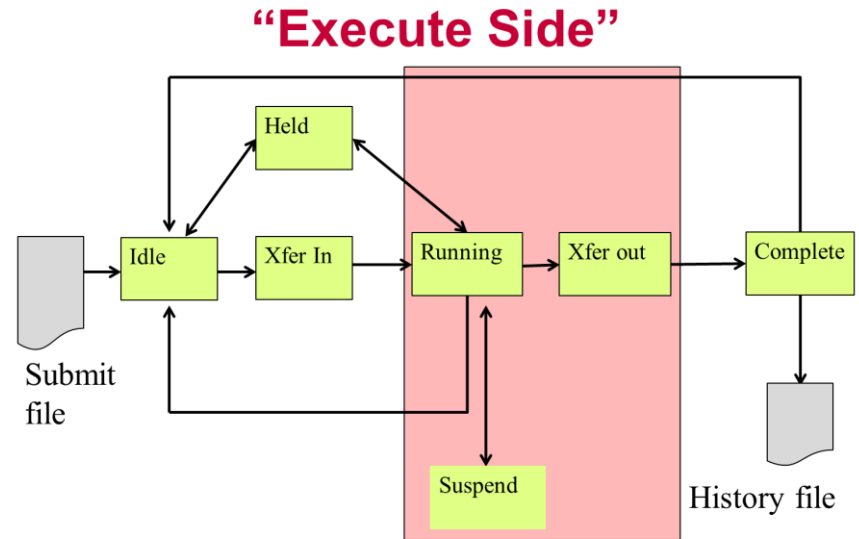 “Execute Side”
Held
Idle
Xfer In
Running
Xfer out
Complete
Submit
file
Suspend
History file